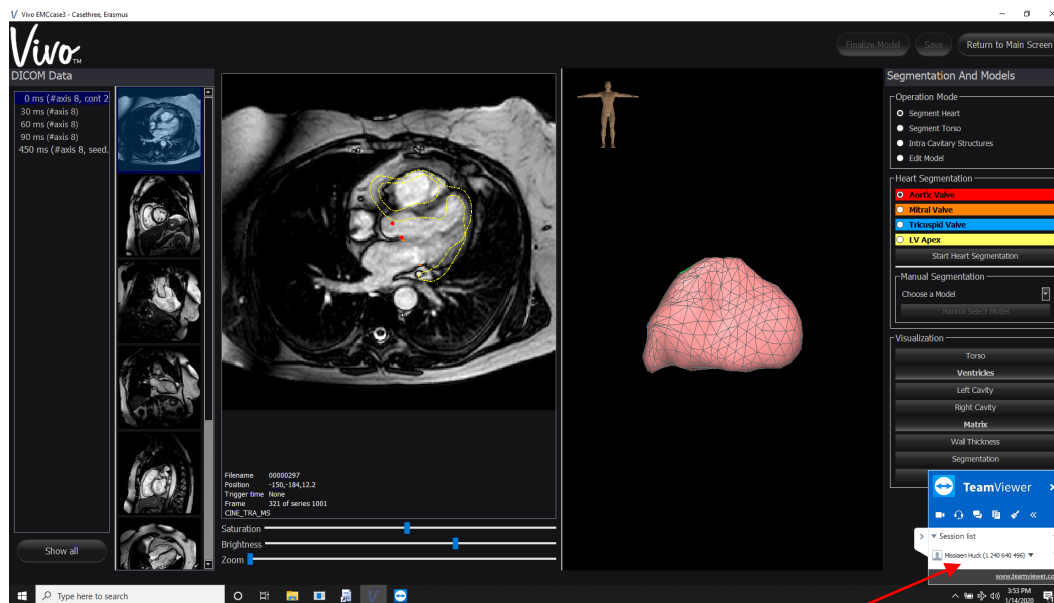 Vivo EMCcase3 - Casethree, Erasmus
Vivo TM
Finalize Model
Save
Return to Main Screen
DICOM Data
0 ms (#axis 8, cont 2
30 ms (#axis 8)
60 ms (#axis 8)
90 ms (#axis 8)
450 ms (#axis 8, seed.
Show all
Filename 00000297
Position -150,-184,12.2
Trigger time None
Frame 321 of series 1001
CINE_TRA_MS
Saturation
Brightness
Zoom
Segmentation And Models
Operation Mode
Segment Heart
Segment Torso
Intra Cavitary Structures
Edit Model
Heart Segmentation
Aortic Valve
Mitral Valve
Tricuspid Valve
LV Apex
Start Heart Segmentation
Manual Segmentation
Choose a Model
Manual Select Model
Visualization
Torso
Ventricles
Left Cavity
Right Cavity
Matrix
Wall Thickness
Segmentation
TeamViewer
Session list
Missiaen Huck (1 240 640 496)
www.teamviewer.co
Type here to search
3:53 PM
1/14/2020